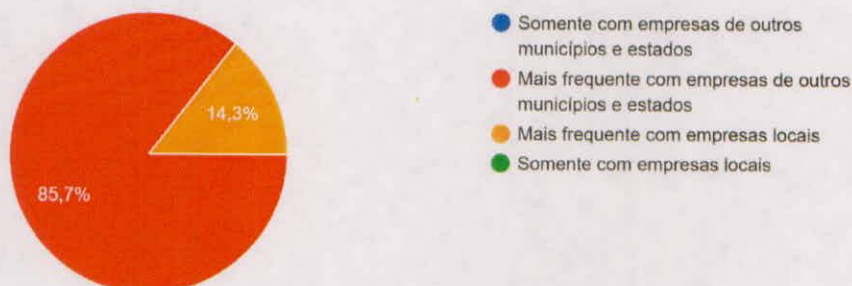 14,3%
85,7%
Somente com empresas de outros
municípios e estados
Mais frequente com empresas de outros
municípios e estados
Mais frequente com empresas locais
Somente com empresas locais